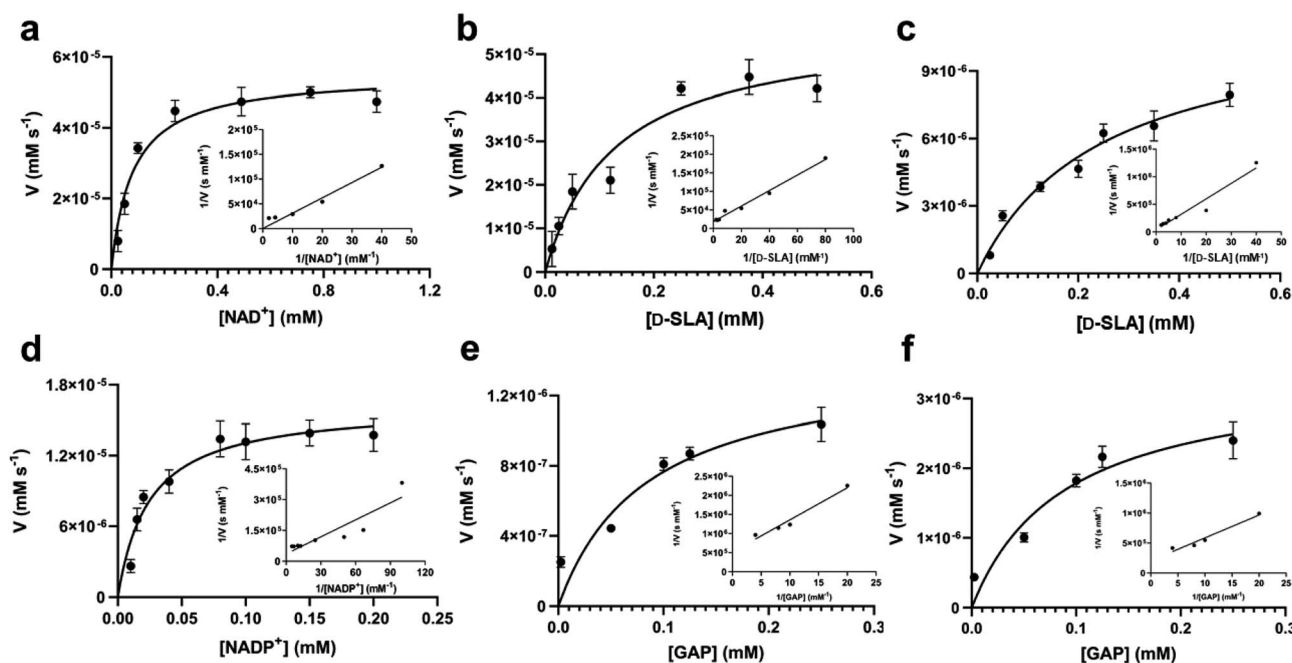 a
V (mM s⁻¹)
6×10⁻⁵
4×10⁻⁵
2×10⁻⁵
0
0.0 0.4 0.8 1.2
[NAD⁺] (mM)
1/V (s mM⁻¹)
2×10⁵
1×10⁵
1×10⁵
5×10⁴
0
0 10 20 30 40 50
1/[NAD⁺] (mM⁻¹)
b
V (mM s⁻¹)
5×10⁻⁵
4×10⁻⁵
3×10⁻⁵
2×10⁻⁵
1×10⁻⁵
0
0.0 0.2 0.4 0.6
[D-SLA] (mM)
1/V (s mM⁻¹)
2.5×10⁵
2×10⁵
2×10⁵
1×10⁵
5×10⁴
0
0 20 40 60 80 100
1/[D-SLA] (mM⁻¹)
c
V (mM s⁻¹)
9×10⁻⁶
6×10⁻⁶
3×10⁻⁶
0
0.0 0.2 0.4 0.6
[D-SLA] (mM)
1/V (s mM⁻¹)
1.5×10⁶
1×10⁶
1×10⁵
5×10⁵
0
0 10 20 30 40 50
1/[D-SLA] (mM⁻¹)
d
V (mM s⁻¹)
1.8×10⁻⁵
1.2×10⁻⁵
6×10⁻⁶
0
0.00 0.05 0.10 0.15 0.20
[NADP⁺] (mM)
1/V (s mM⁻¹)
4.5×10⁵
3×10⁵
1.5×10⁵
0
0 30 60 90 120
1/[NADP⁺] (mM⁻¹)
e
V (mM s⁻¹)
1.2×10⁻⁶
8×10⁻⁷
4×10⁻⁷
0
0.0 0.1 0.2 0.3
[GAP] (mM)
1/V (s mM⁻¹)
2×10⁶
2×10⁶
1×10⁶
5×10⁵
0
0 5 10 15 20 25
1/[GAP] (mM⁻¹)
f
V (mM s⁻¹)
3×10⁻⁶
2×10⁻⁶
1×10⁻⁶
0
0.0 0.1 0.2 0.3
[GAP] (mM)
1/V (s mM⁻¹)
1.5×10⁶
1×10⁶
5×10⁵
0
0 5 10 15 20 25
1/[GAP] (mM⁻¹)